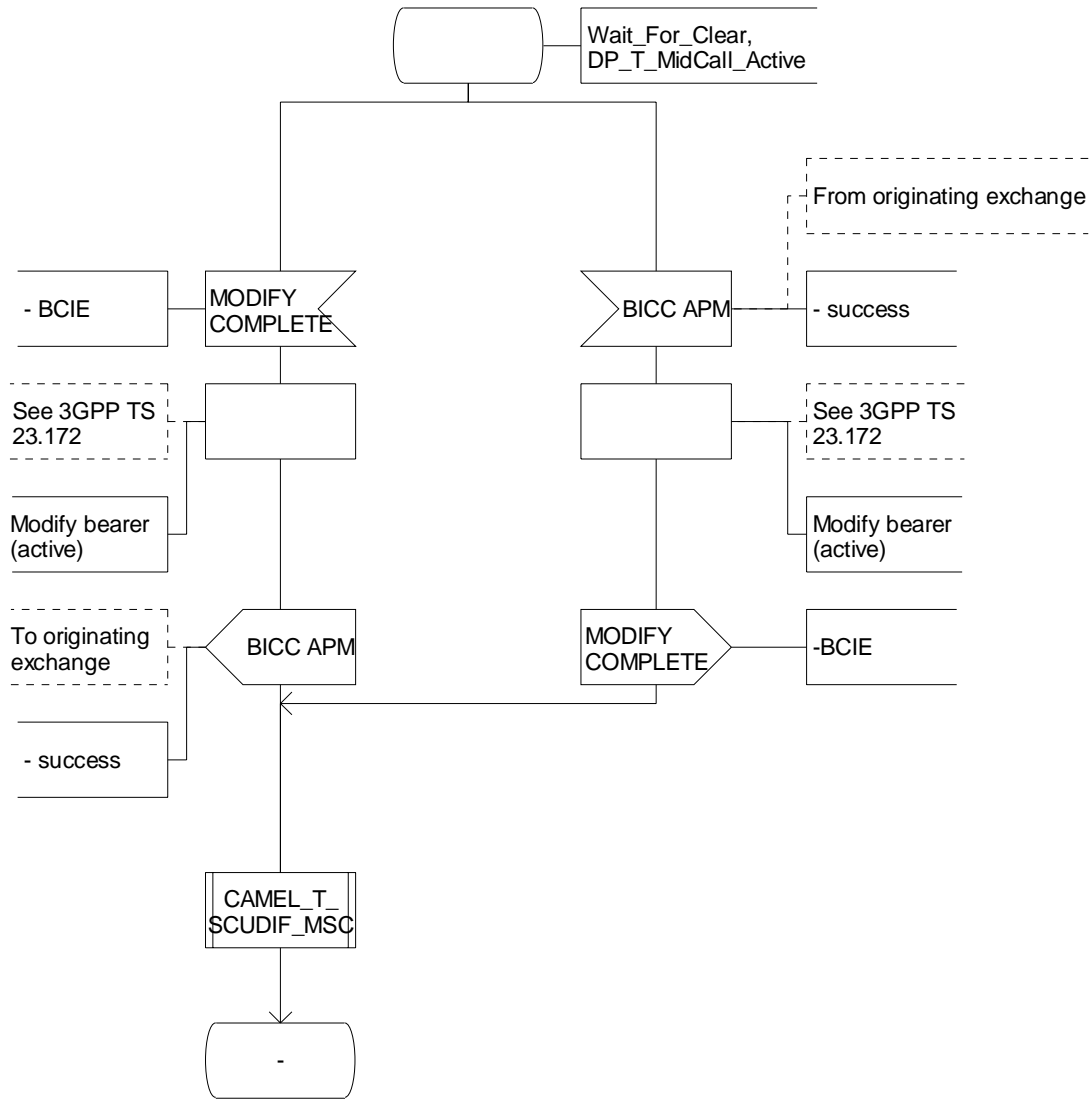 Wait_For_Clear,
DP_T_MidCall_Active
From originating exchange
- BCIE
MODIFY
COMPLETE
BICC APM
- success
See 3GPP TS
23.172
See 3GPP TS
23.172
Modify bearer
(active)
Modify bearer
(active)
To originating
exchange
BICC APM
MODIFY
COMPLETE
-BCIE
- success
CAMEL_T_
SCUDIF_MSC
-